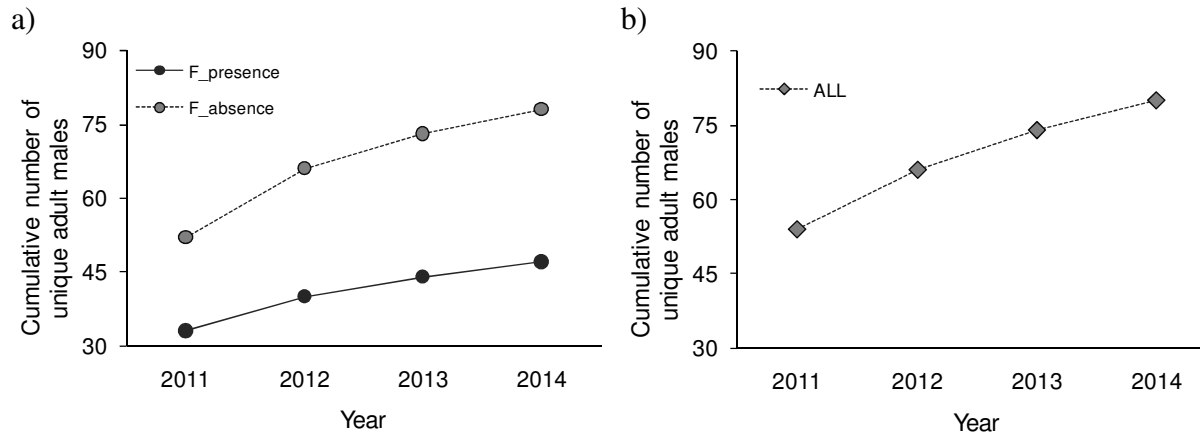 a)
Cumulative number of
unique adult males
90
75
60
45
30
F_presence
F_absence
2011 2012 2013 2014
Year
b)
Cumulative number of
unique adult males
90
75
60
45
30
ALL
2011 2012 2013 2014
Year